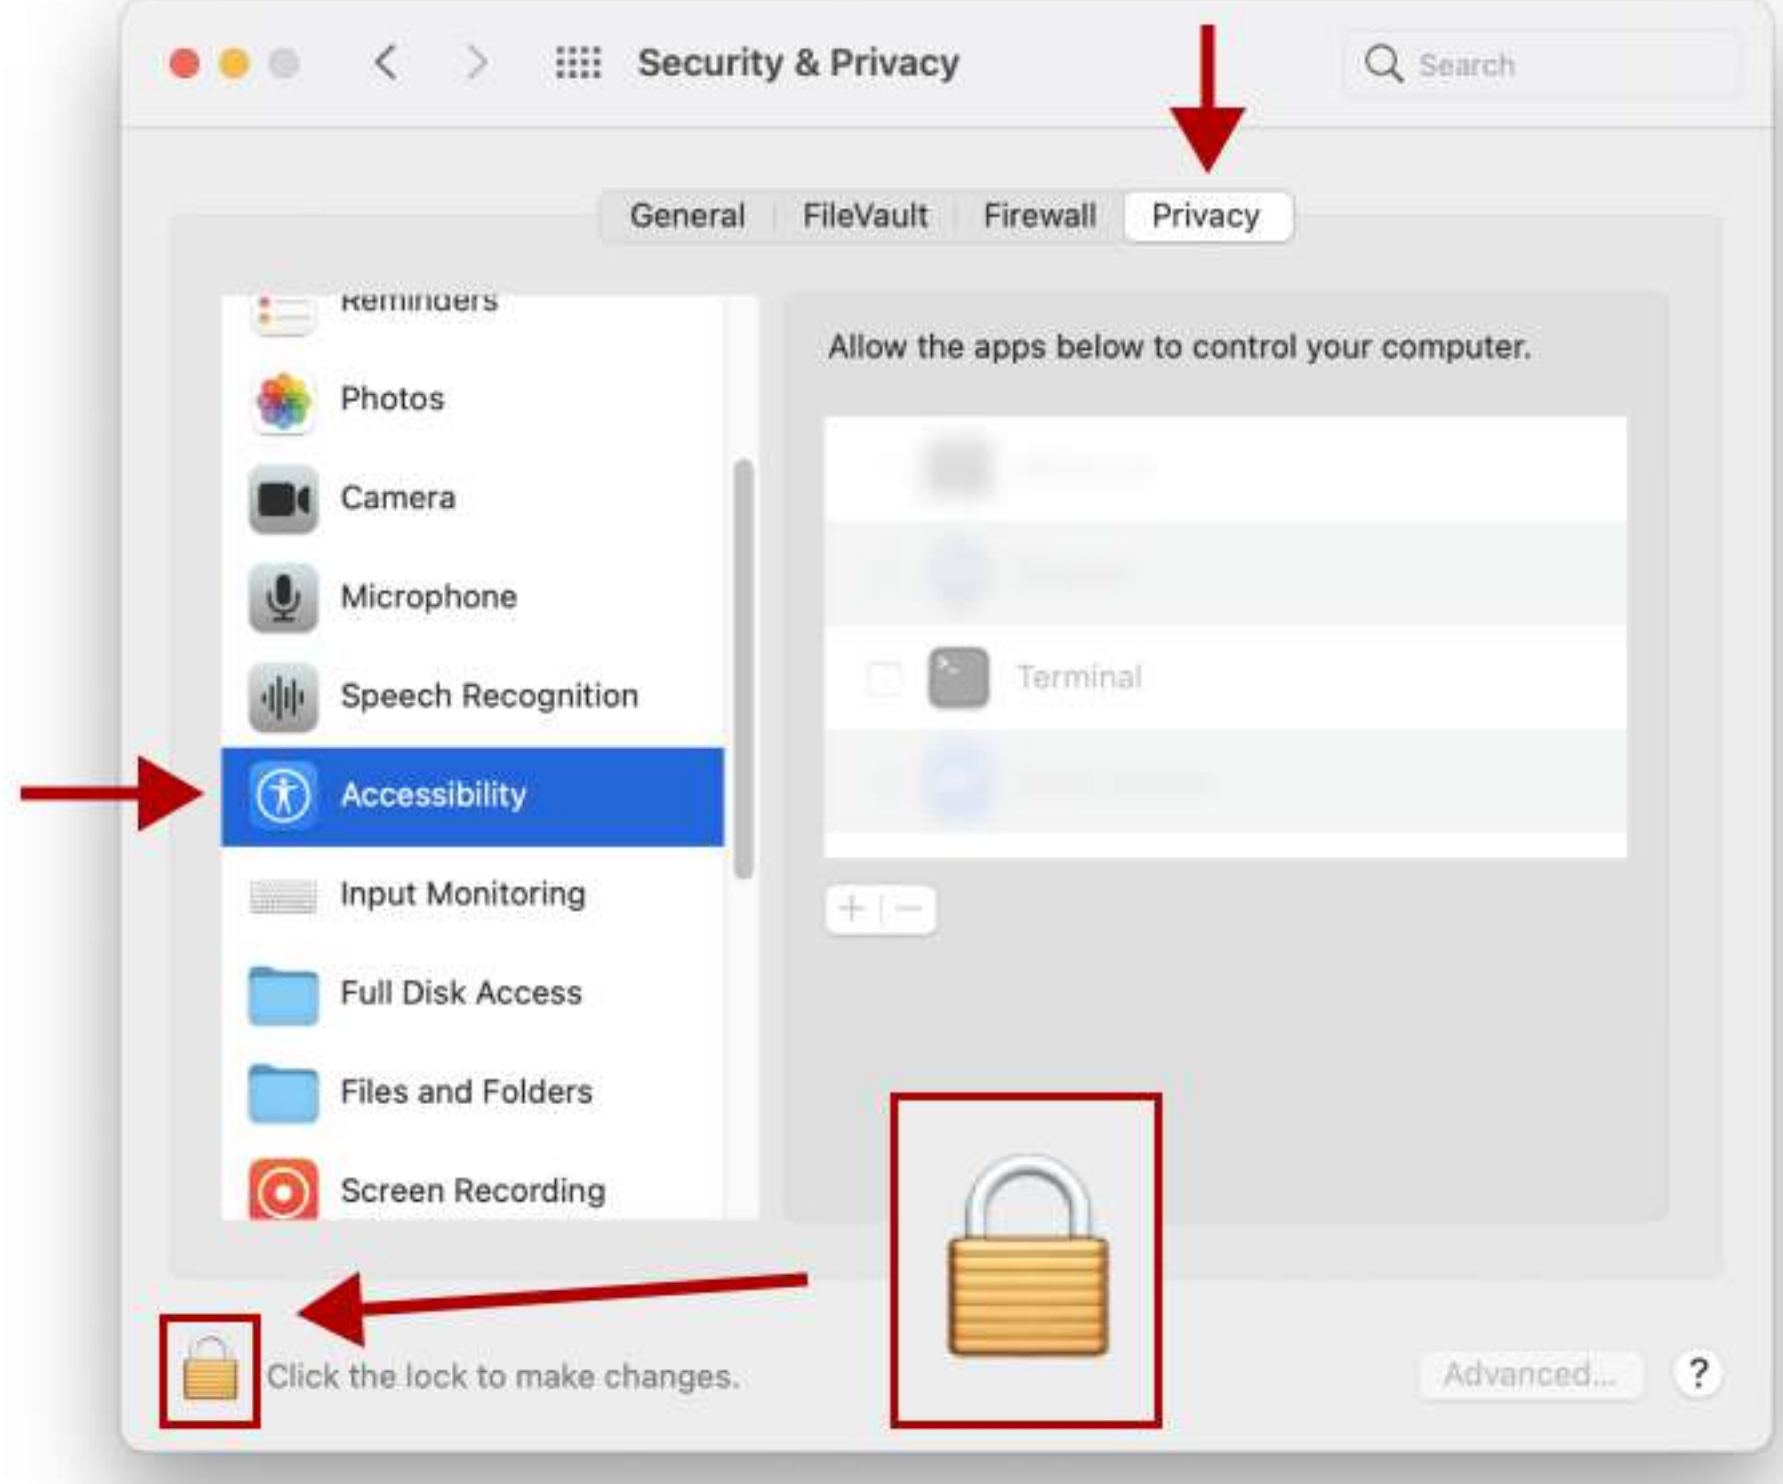 Security & Privacy
Search
General FileVault Firewall Privacy
Reminders
Photos
Camera
Microphone
Speech Recognition
Accessibility
Input Monitoring
Full Disk Access
Files and Folders
Screen Recording
Allow the apps below to control your computer.
Terminal
+ −
Click the lock to make changes.
Advanced...
?